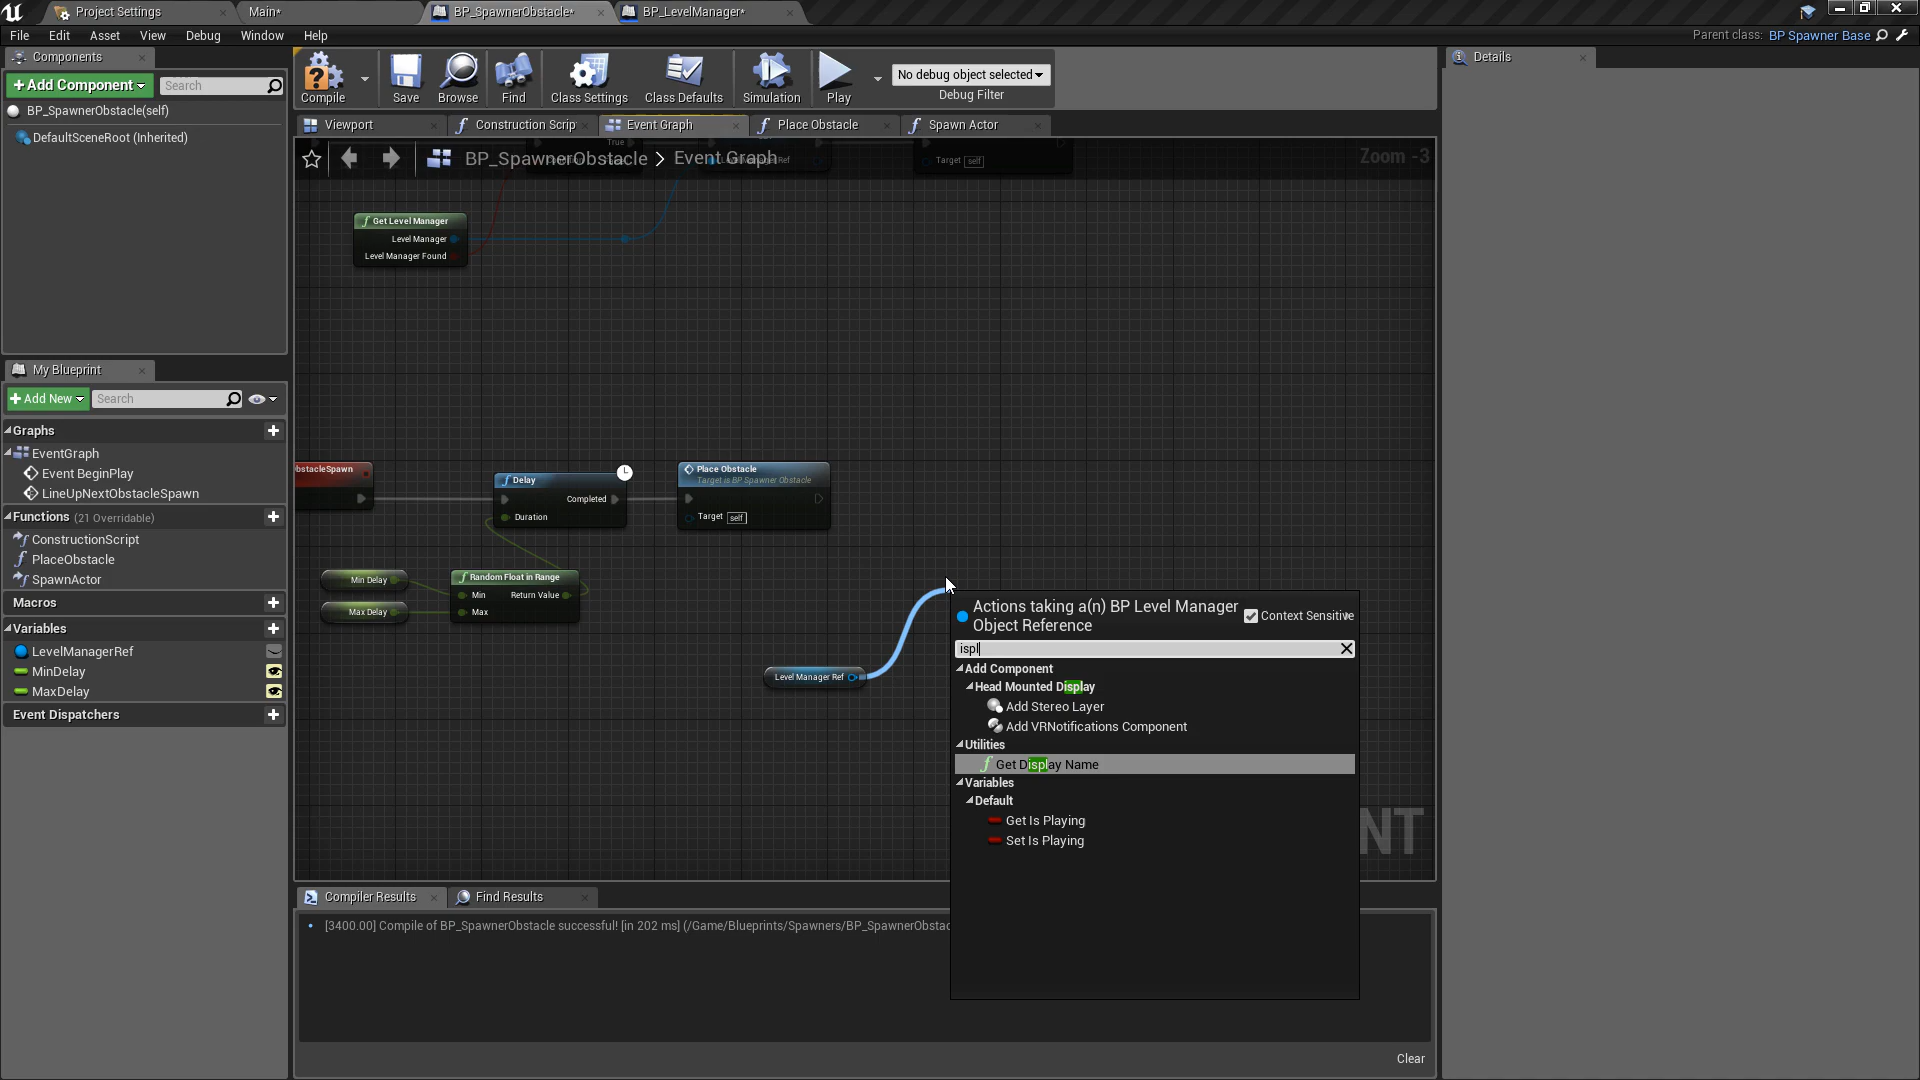 Project Settings
Main*
BP_SpawnerObstacle*
BP_LevelManager*
File Edit Asset View Debug Window Help
Parent class: BP Spawner Base
Components
+Add Component
Search
BP_SpawnerObstacle(self)
DefaultSceneRoot (Inherited)
Compile
Save
Browse
Find
Class Settings
Class Defaults
Simulation
Play
No debug object selected
Debug Filter
Details
Viewport
Construction Scrip
Event Graph
Place Obstacle
Spawn Actor
BP_SpawnerObstacle > Event Graph
Zoom -3
True
Target self
Get Level Manager
Level Manager
Level Manager Found
My Blueprint
+Add New
Search
Graphs
EventGraph
Event BeginPlay
LineUpNextObstacleSpawn
Functions (21 Overridable)
ConstructionScript
PlaceObstacle
SpawnActor
Macros
Variables
LevelManagerRef
MinDelay
MaxDelay
Event Dispatchers
bstacleSpawn
Delay
Completed
Duration
Place Obstacle
Target is BP Spawner Obstacle
Target self
Min Delay
Max Delay
Random Float in Range
Min Return Value
Max
Level Manager Ref
Actions taking a(n) BP Level Manager
Object Reference
Context Sensitive
ispl
Add Component
Head Mounted Display
Add Stereo Layer
Add VRNotifications Component
Utilities
Get Display Name
Variables
Default
Get Is Playing
Set Is Playing
NT
Compiler Results
Find Results
[3400.00] Compile of BP_SpawnerObstacle successful! [in 202 ms] (/Game/Blueprints/Spawners/BP_SpawnerObstac
Clear